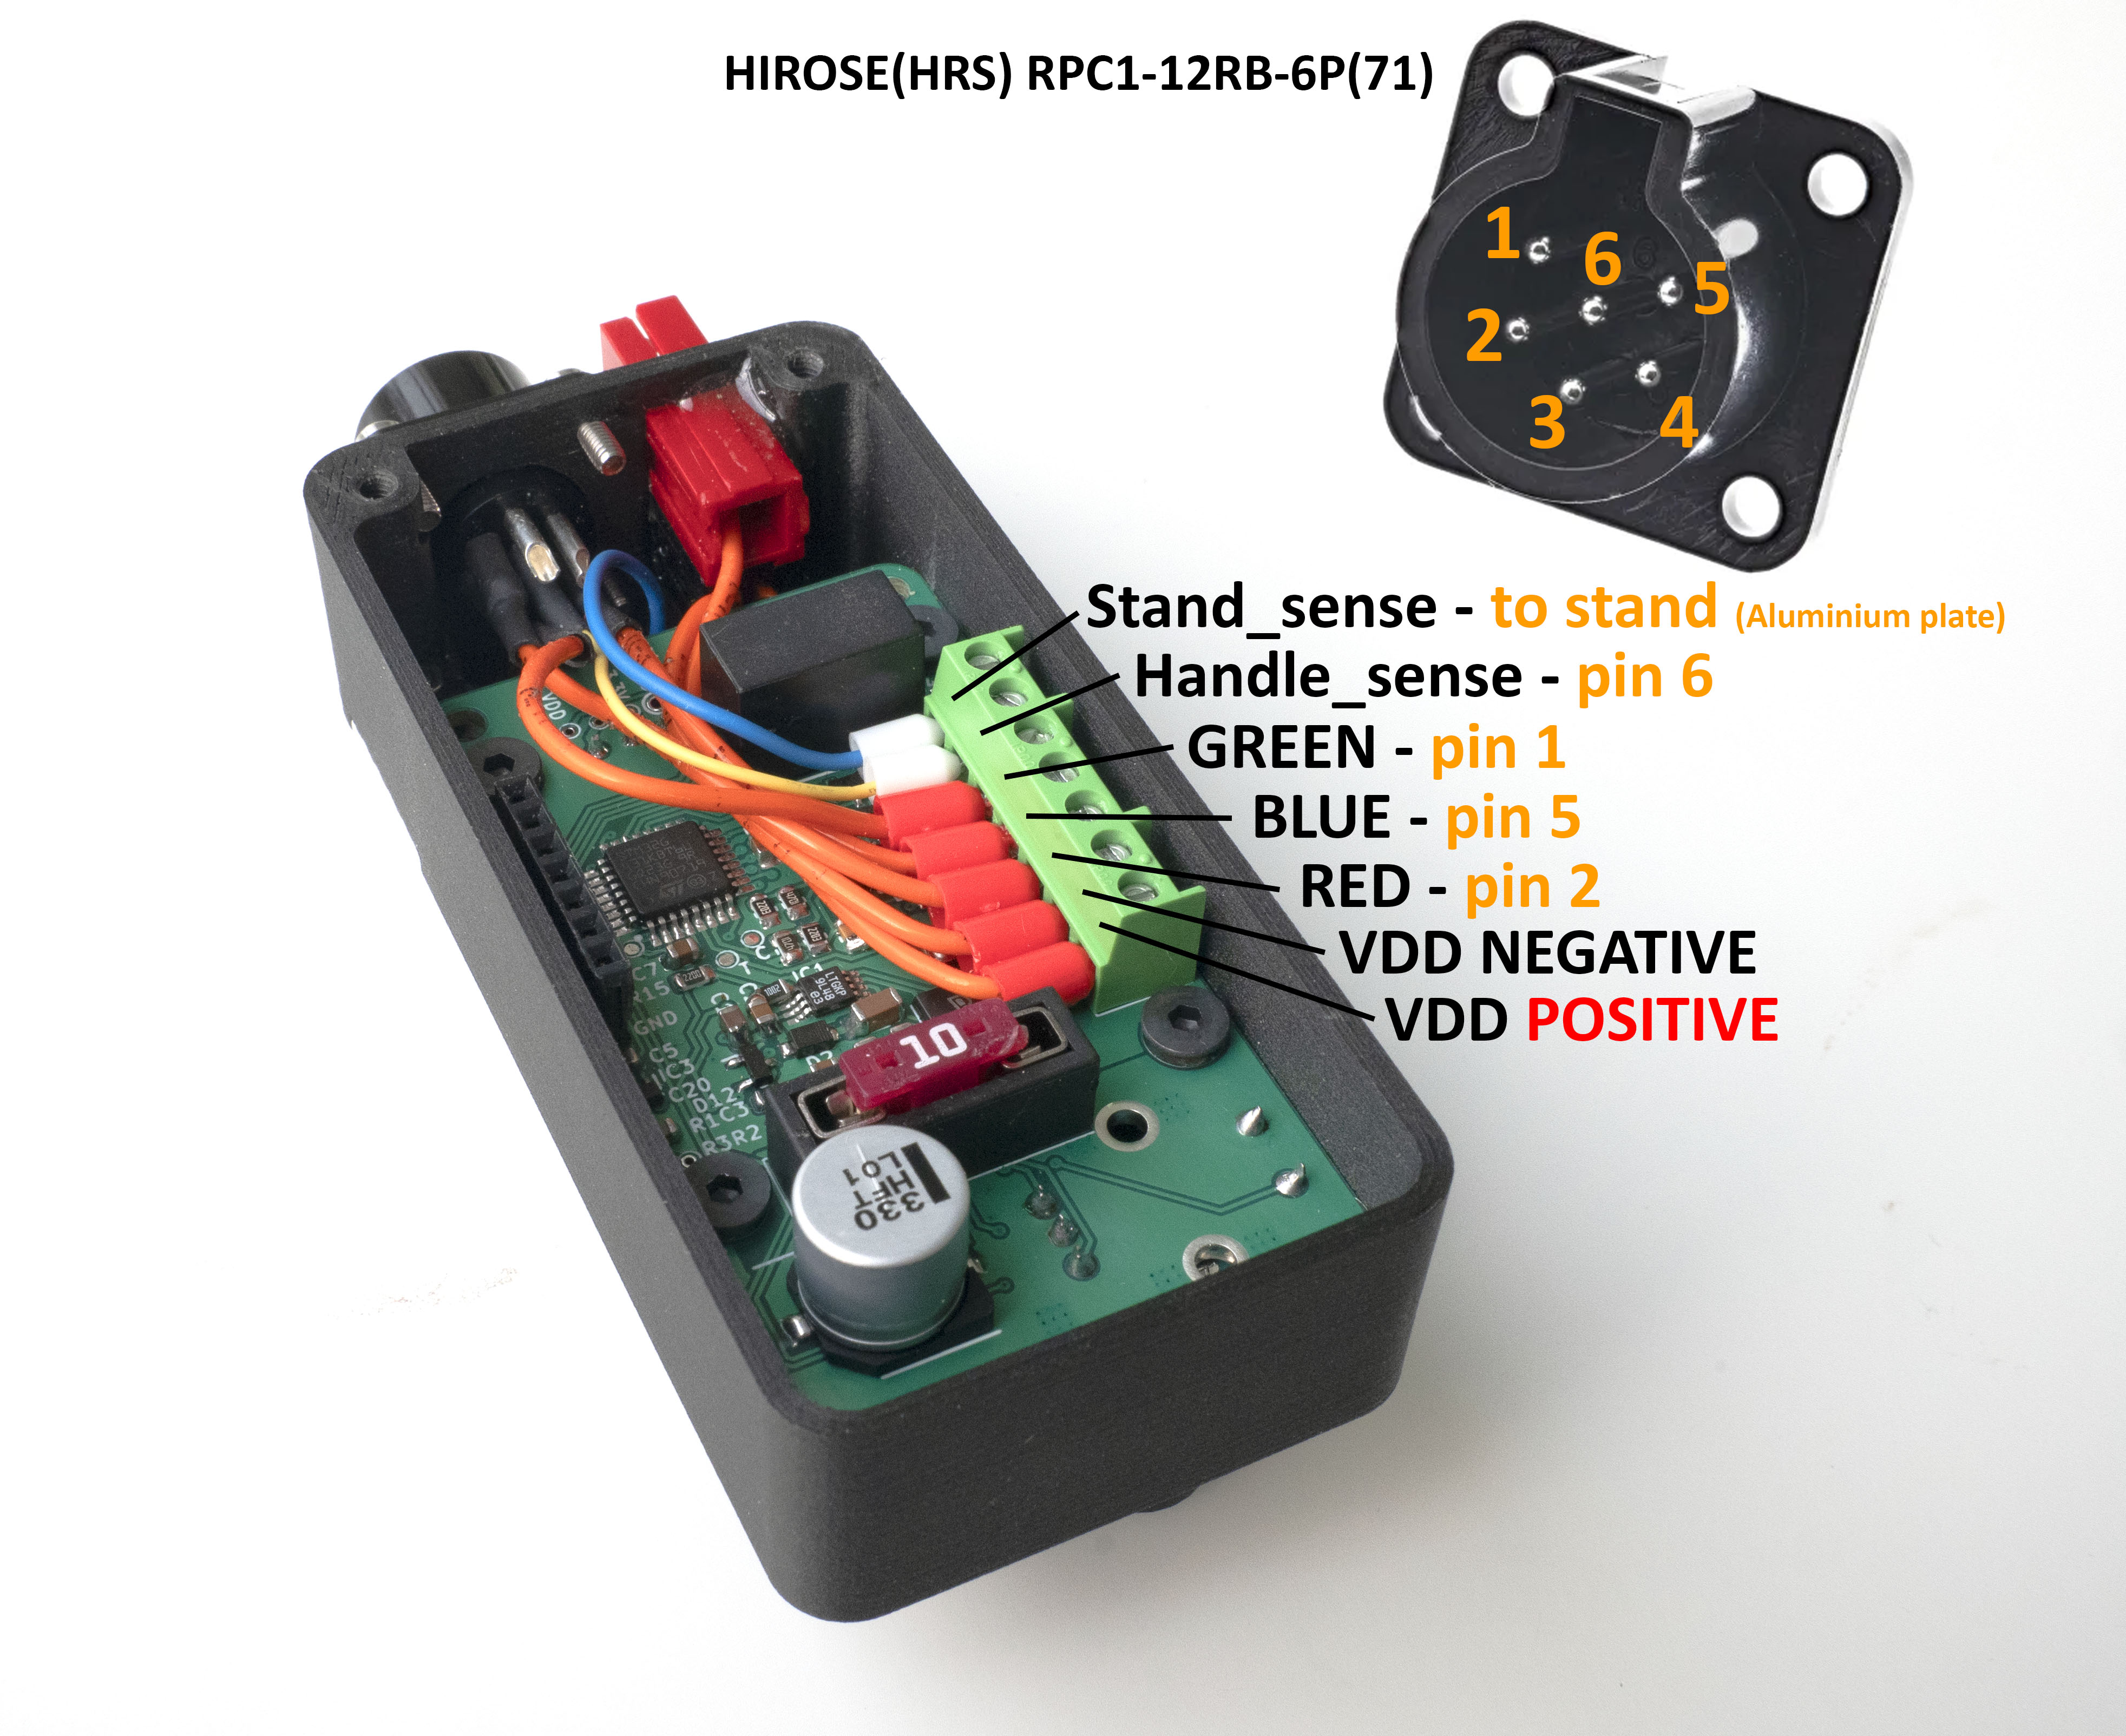 HIROSE(HRS) RPC1-12RB-6P(71)
1
6
5
2
3
4
Stand_sense - to stand (Aluminium plate)
Handle_sense - pin 6
GREEN - pin 1
BLUE - pin 5
RED - pin 2
VDD NEGATIVE
VDD POSITIVE
VDD
C7
R15
GND
C5
R3R2
LTGKP
10
330
HFT
L01